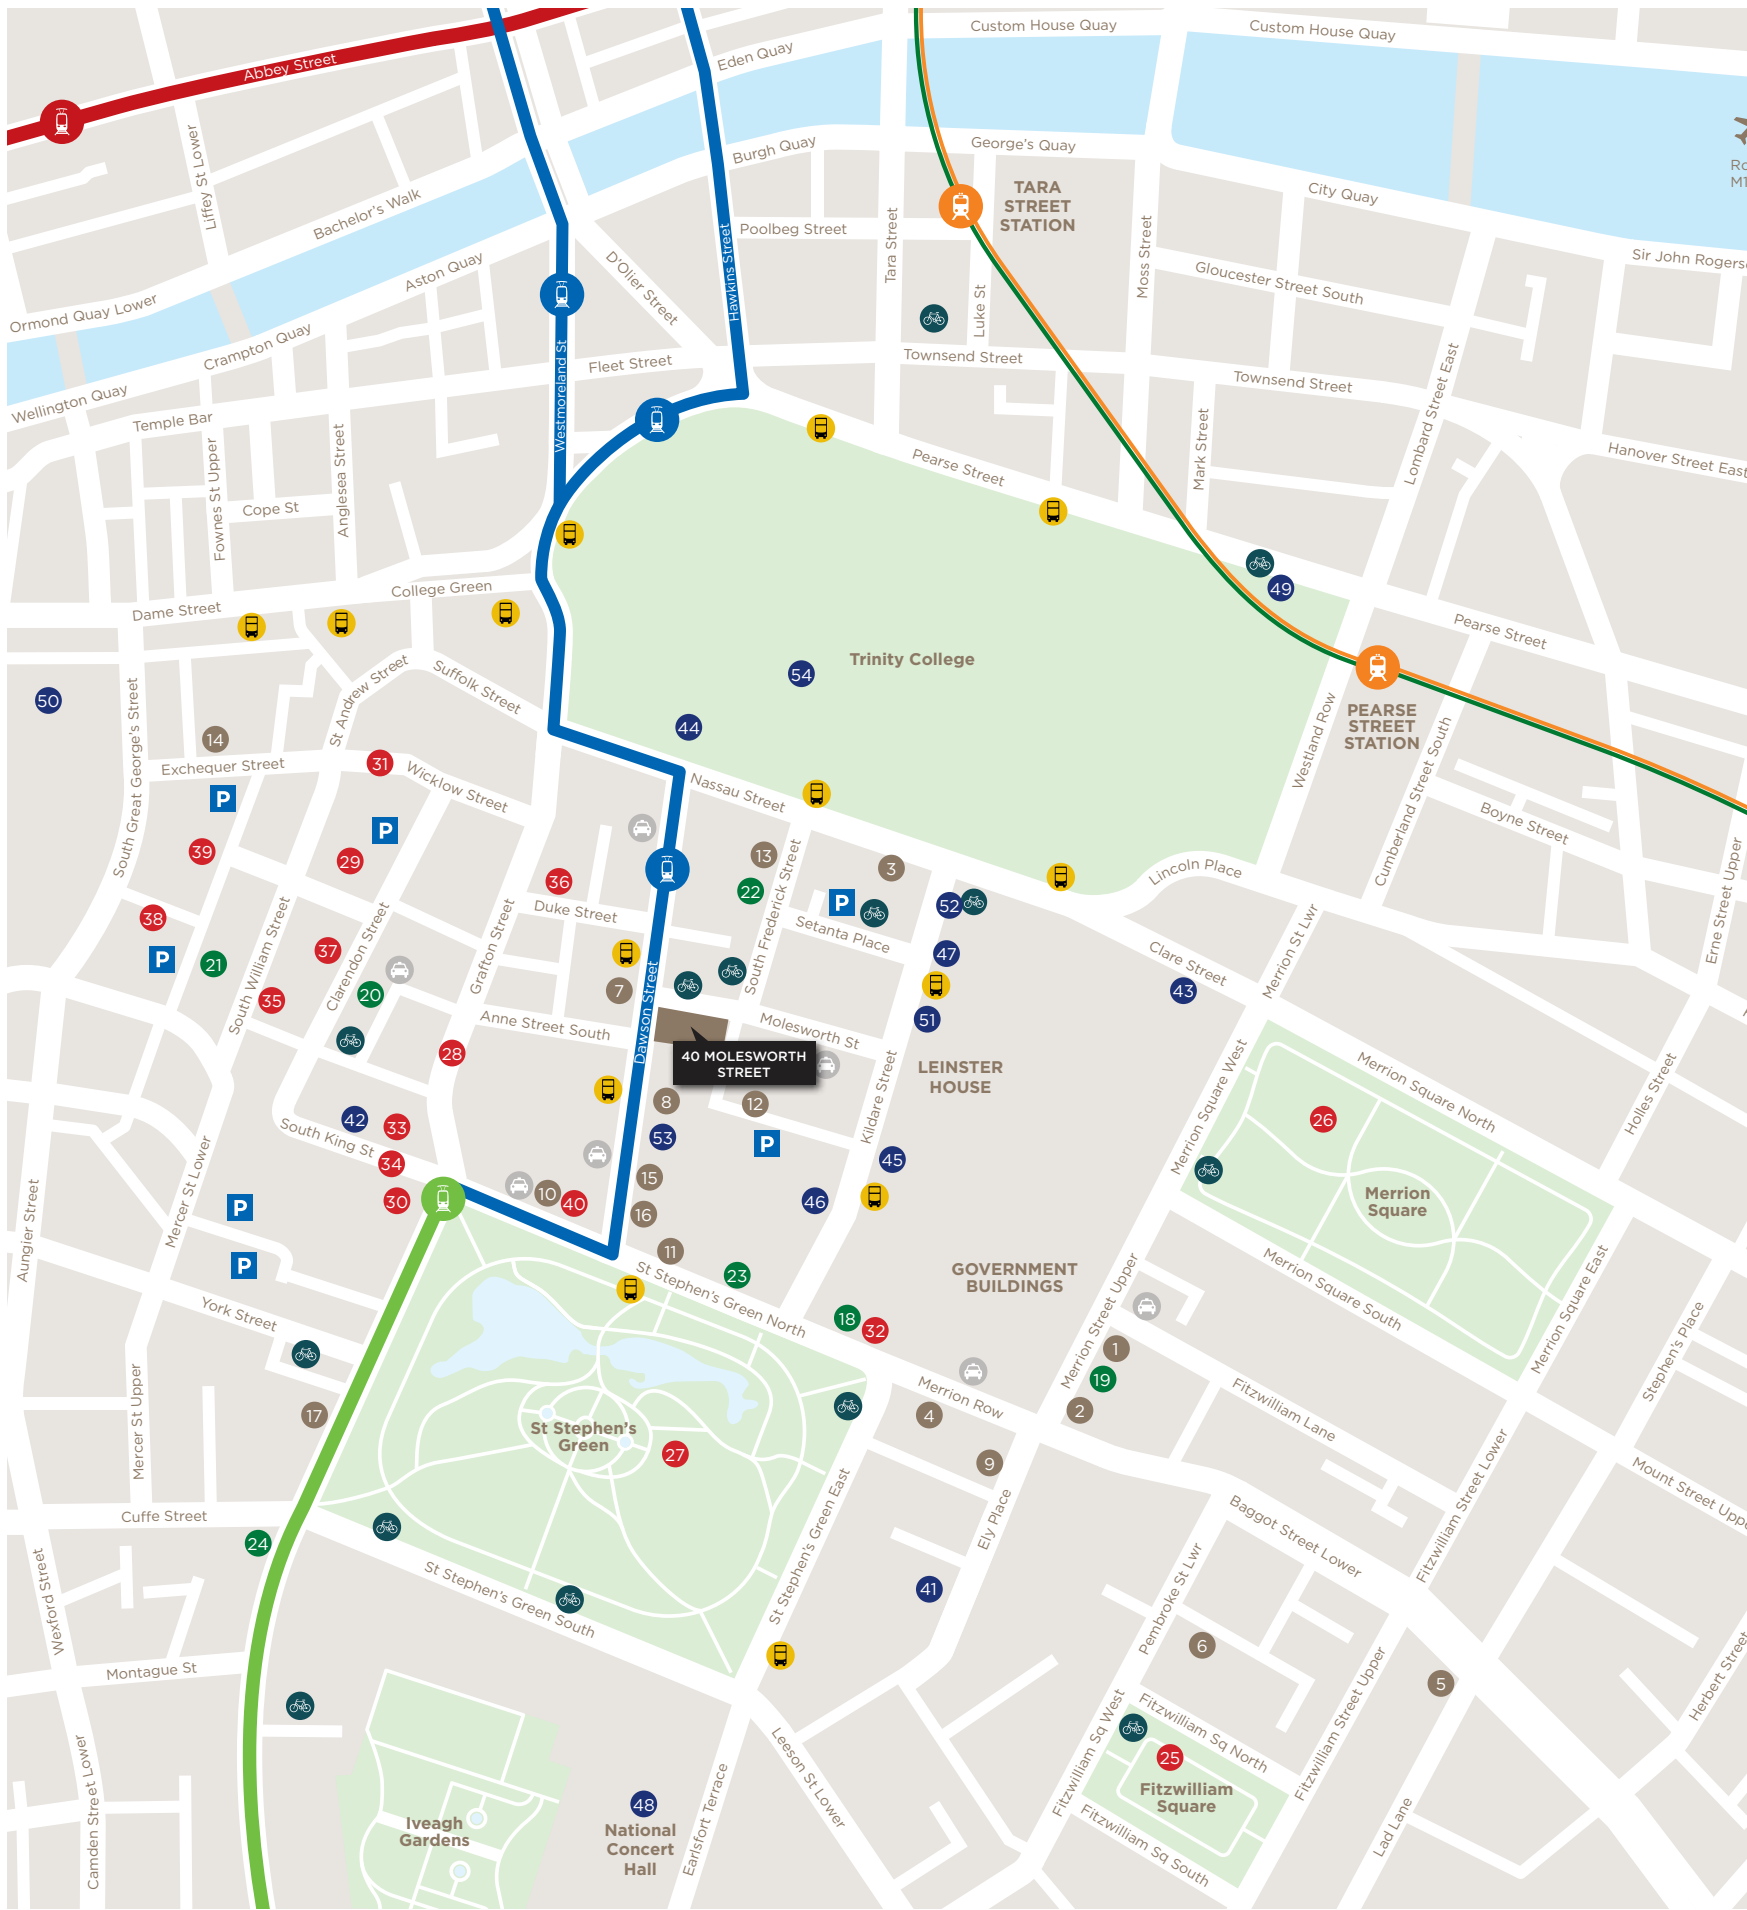 Custom House Quay
Custom House Quay
Abbey Street
Eden Quay
Liffey St Lower
Burgh Quay
George's Quay
City Quay
Ro
M1
TARA
STREET
STATION
Bachelor's Walk
Poolbeg Street
Hawkins Street
Tara Street
Moss Street
Sir John Rogers
D'Olier Street
Aston Quay
Gloucester Street South
Luke St
Ormond Quay Lower
Crampton Quay
Fleet Street
Townsend Street
Townsend Street
Westmoreland St
Wellington Quay
Temple Bar
Lombard Street East
Mark Street
Pearse Street
Hanover Street East
Fownes St Upper
Anglesea Street
Cope St
College Green
Dame Street
49
Pearse Street
Trinity College
54
Suffolk Street
St Andrew Street
50
44
14
South Great George's Street
Exchequer Street
31
Wicklow Street
PEARSE
STREET
STATION
Westland Row
Cumberland Street South
Nassau Street
P
P
Boyne Street
39
29
13
3
Lincoln Place
36
22
P
52
Erne Street Upper
Duke Street
South Frederick Street
Setanta Place
38
P
21
37
Clarendon Street
South William Street
Grafton Street
47
Clare Street
Merrion St Lwr
35
20
7
43
Dawson Street
Anne Street South
Molesworth St
51
28
40 MOLESWORTH
STREET
LEINSTER
HOUSE
Merrion Square North
Merrion Square West
Holles Street
8
12
Kildare Street
26
42
33
South King St
34
53
P
45
Mercer St Lower
15
30
10
40
46
Merrion
Square
P
16
Aungier Street
11
P
St Stephen's Green North
23
GOVERNMENT
BUILDINGS
Merrion Square South
Merrion Square East
York Street
18
32
Merrion Street Upper
1
Stephen's Place
19
Merrion Row
Fitzwilliam Lane
17
4
2
St Stephen's
Green
27
Mercer St Upper
9
Mount Street Uppe
Fitzwilliam Street Lower
St Stephen's Green East
Ely Place
Baggot Street Lower
Cuffe Street
24
Wexford Street
St Stephen's Green South
41
Pembroke St Lwr
6
Montague St
5
Herbert Street
Fitzwilliam Street Upper
Fitzwilliam Sq West
Fitzwilliam Sq North
25
Fitzwilliam
Square
Leeson St Lower
Earlsfort Terrace
48
National
Concert
Hall
Iveagh
Gardens
Fitzwilliam Sq South
Lad Lane
Camden Street Lower